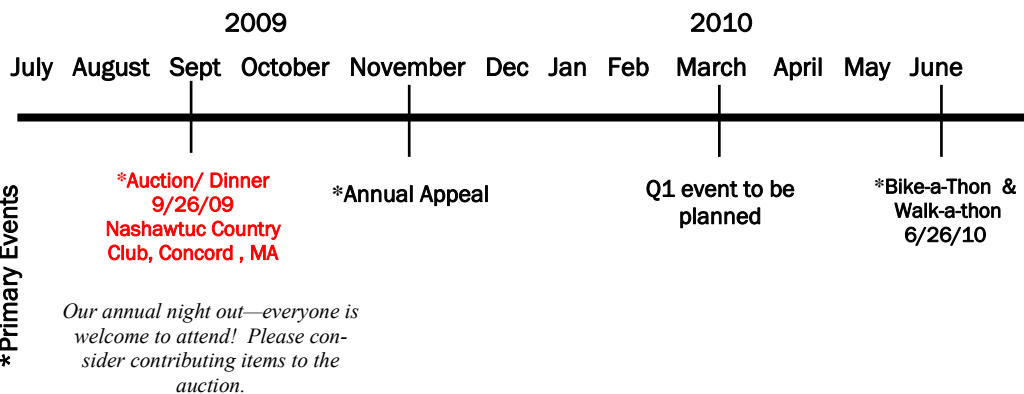 2009 2010
July August Sept October November Dec Jan Feb March April May June
*Primary Events
*Auction/ Dinner
9/26/09
Nashawtuc Country
Club, Concord , MA
*Annual Appeal
Q1 event to be
planned
*Bike-a-Thon &
Walk-a-thon
6/26/10
Our annual night out—everyone is
welcome to attend! Please con-
sider contributing items to the
auction.